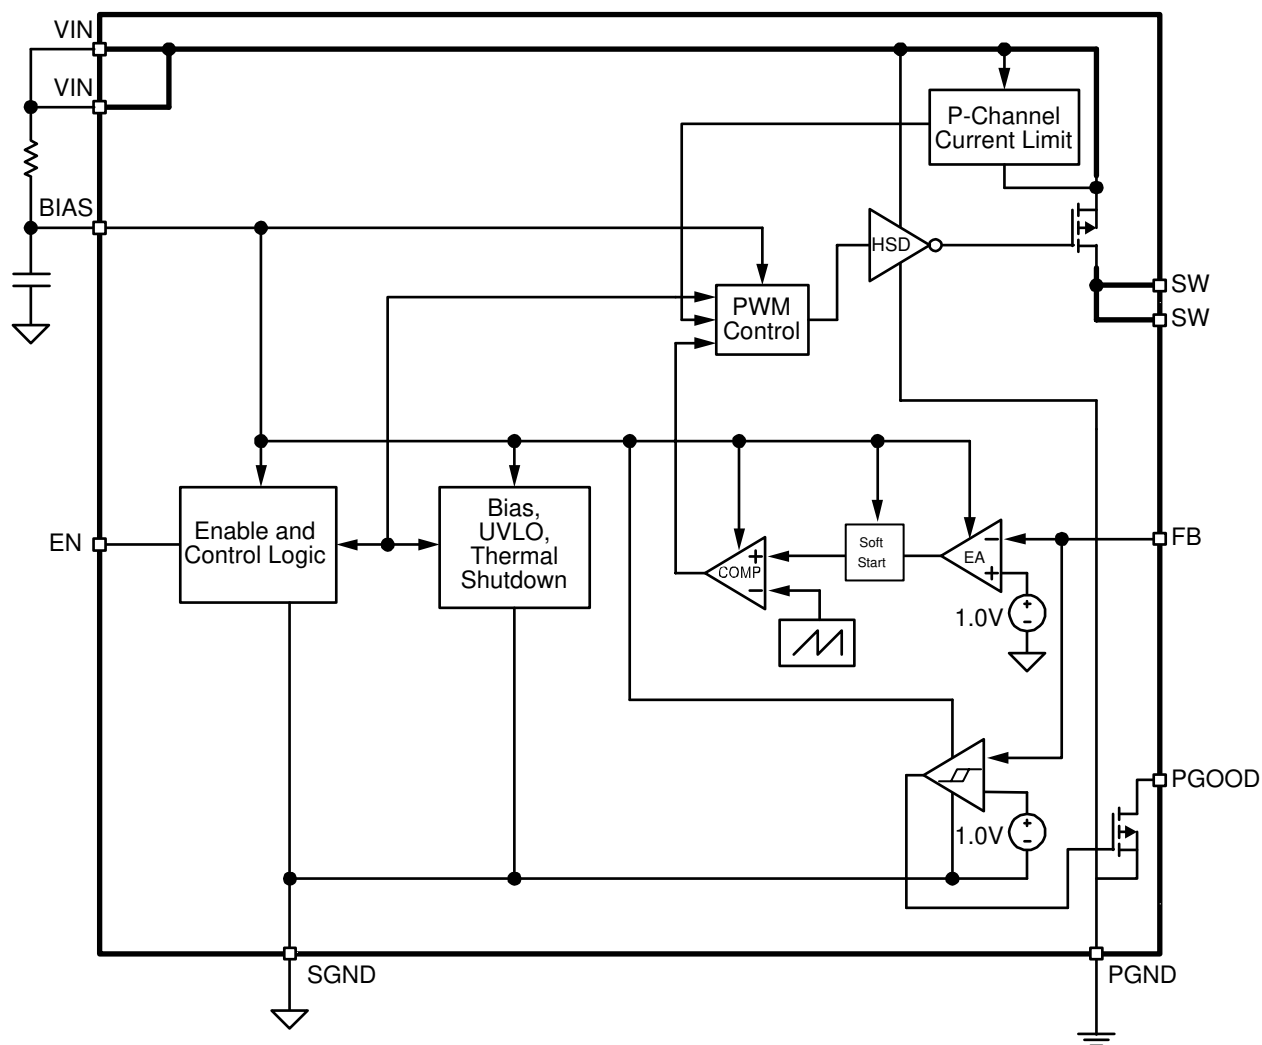 VIN
VIN
P-Channel
Current Limit
BIAS
HSD
SW
PWM
Control
SW
Enable and
Control Logic
Bias,
UVLO,
Thermal
Shutdown
EN
COMP
+
−
Soft
Start
EA
−
+
FB
1.0V
+
-
PGOOD
1.0V
+
-
SGND
PGND